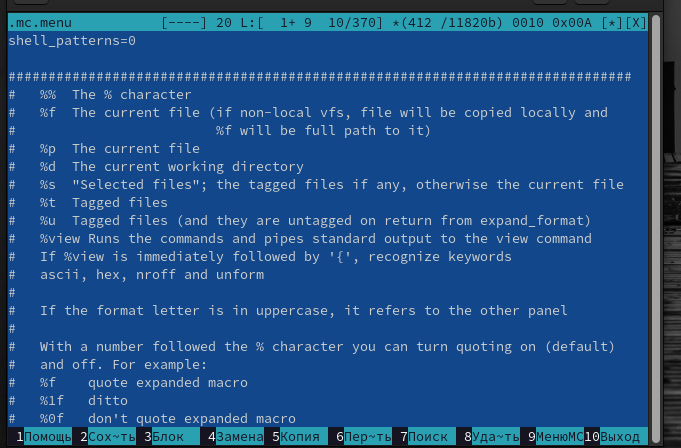 .mc.menu [----] 20 L:[ 1+ 9 10/370] *(412 /11820b) 0010 0x00A [*][X]
shell_patterns=0
##############################################################################
# %% The % character
# %f The current file (if non-local vfs, file will be copied locally and
# %f will be full path to it)
# %p The current file
# %d The current working directory
# %s "Selected files"; the tagged files if any, otherwise the current file
# %t Tagged files
# %u Tagged files (and they are untagged on return from expand_format)
# %view Runs the commands and pipes standard output to the view command
# If %view is immediately followed by '{', recognize keywords
# ascii, hex, nroff and unform
#
# If the format letter is in uppercase, it refers to the other panel
#
# With a number followed the % character you can turn quoting on (default)
# and off. For example:
# %f quote expanded macro
# %1f ditto
# %0f don't quote expanded macro
1Помощь 2Сох~ть 3Блок 4Замена 5Копия 6Пер~ть 7Поиск 8Уда~ть 9МенюMC 10Выход